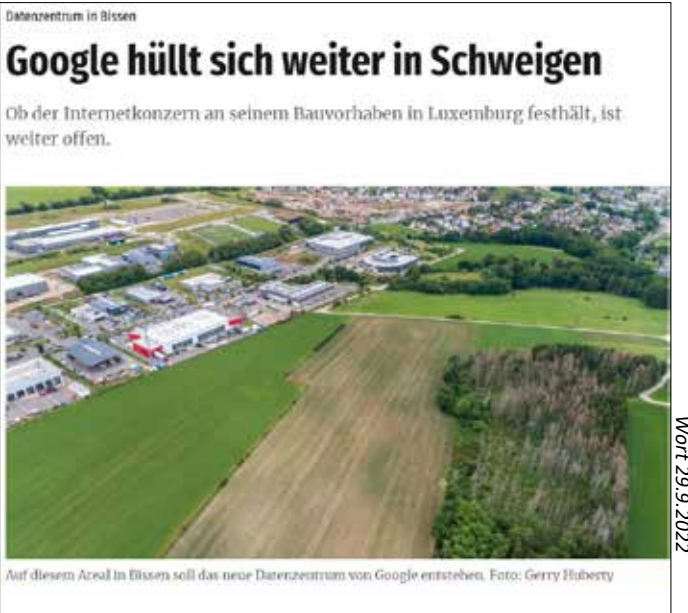 Datenzentrum in Bissen
Google hüllt sich weiter in Schweigen
Ob der Internetkonzern an seinem Bauvorhaben in Luxemburg festhält, ist
weiter offen.
Auf diesem Areal in Bissen soll das neue Datenzentrum von Google entstehen. Foto: Gerry Huberty
Wort 29.9.2022